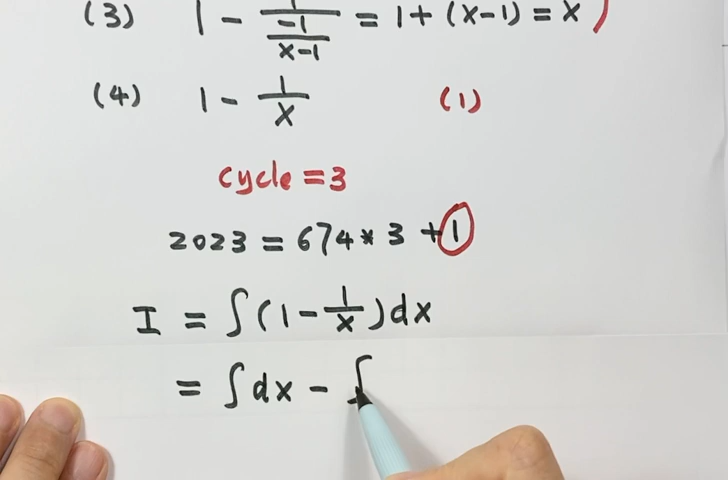 (3) 1 - 1/(-1/(x-1)) = 1 + (x-1) = x )
(4) 1 - 1/x (1)
cycle = 3
2023 = 674 * 3 + 1
I = ∫(1 - 1/x)dx
= ∫dx - ∫